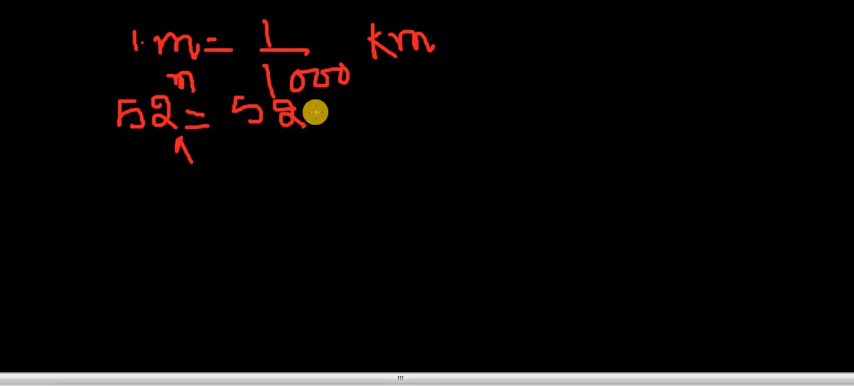 1 m = 1/1000 km
52 m = 52